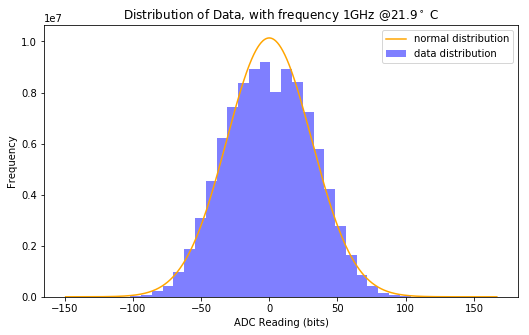 Distribution of Data, with frequency 1GHz @21.9° C
1e7
normal distribution
data distribution
1.0
0.8
0.6
0.4
0.2
0.0
Frequency
−150 −100 −50 0 50 100 150
ADC Reading (bits)